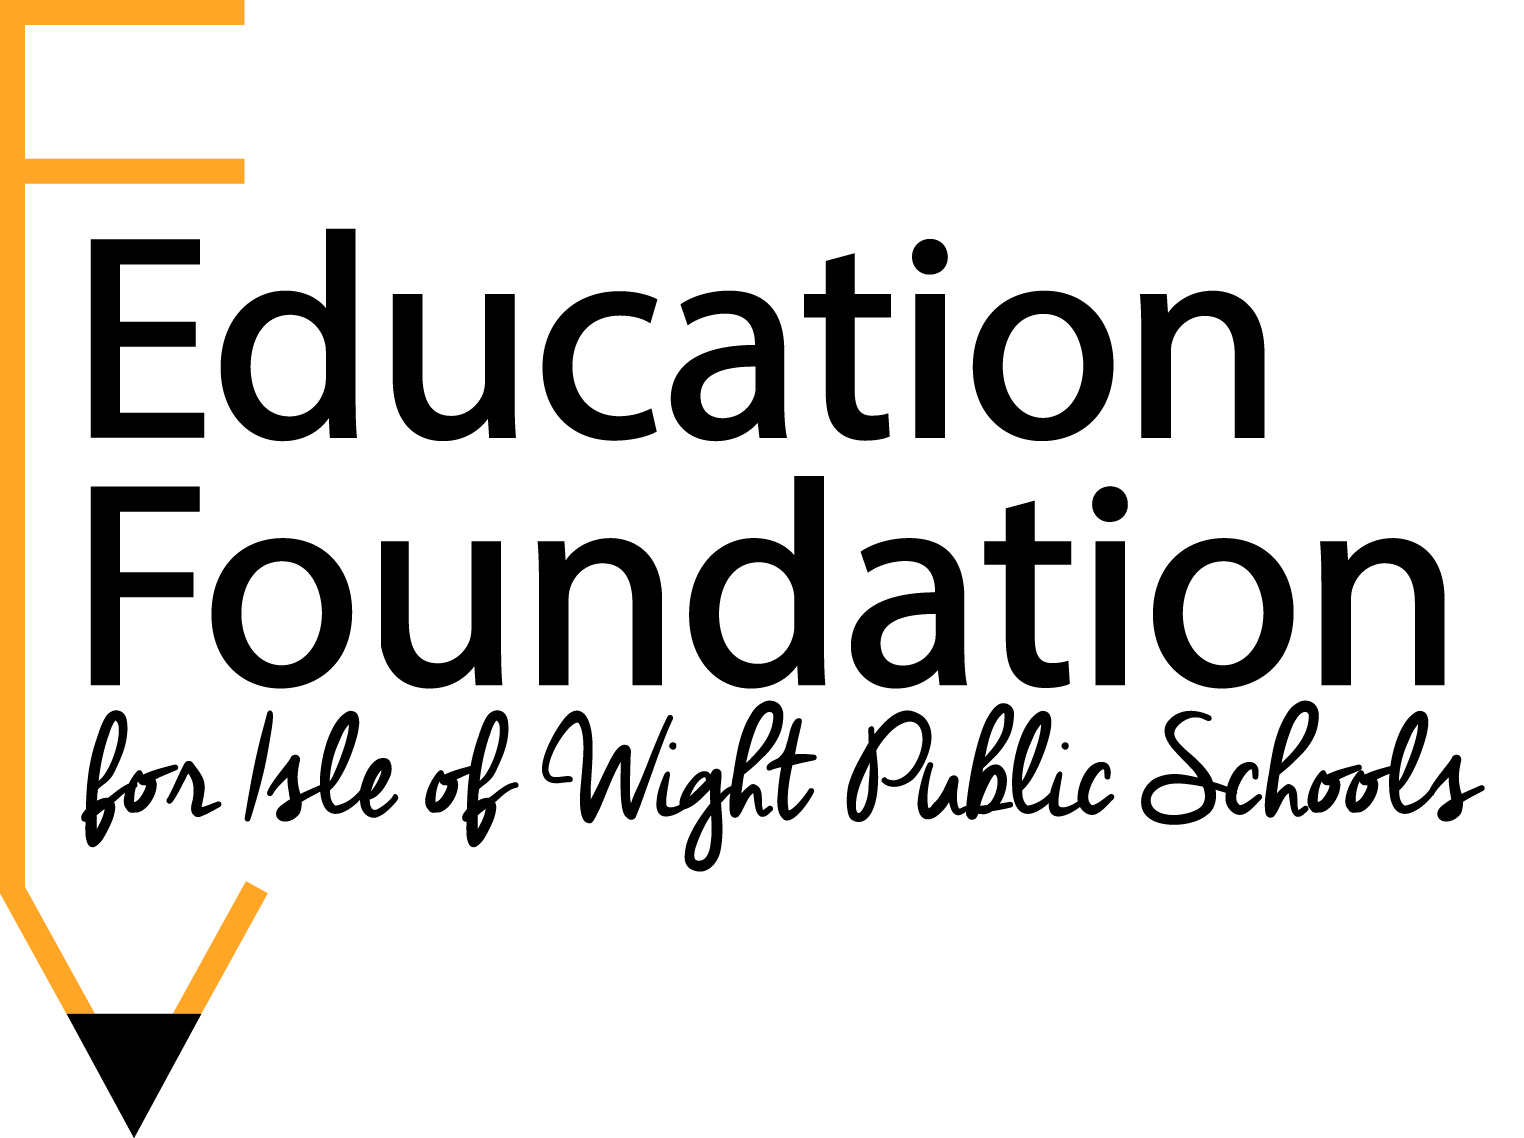 Education
Foundation
for Isle of Wight Public Schools